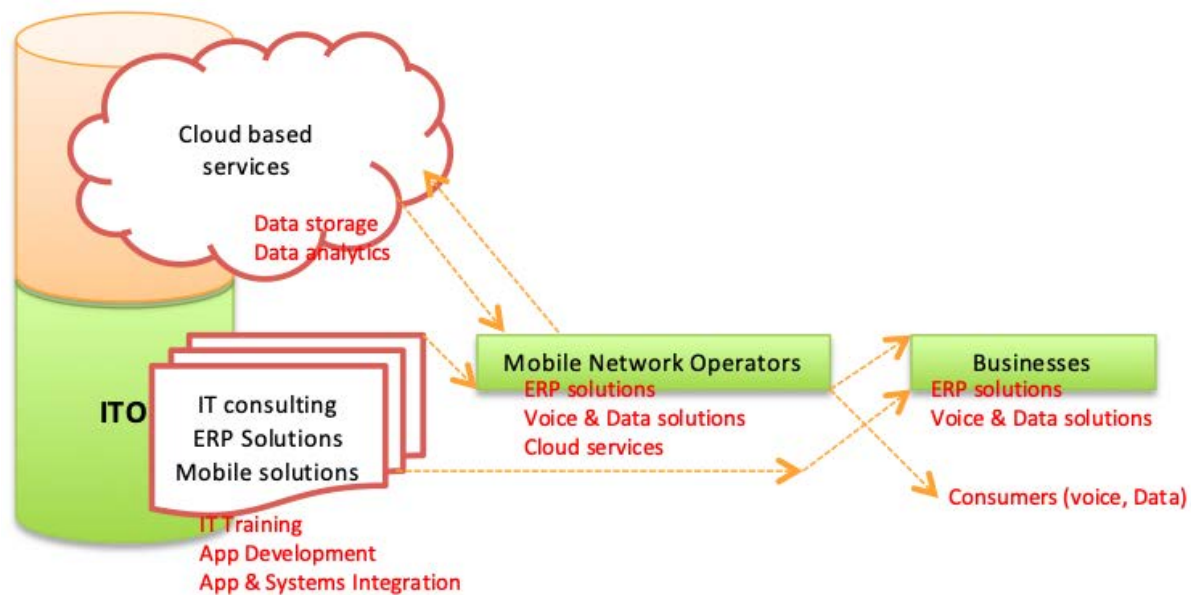 Cloud based
services
Data storage
Data analytics
ITO
IT consulting
ERP Solutions
Mobile solutions
IT Training
App Development
App & Systems Integration
Mobile Network Operators
ERP solutions
Voice & Data solutions
Cloud services
Businesses
ERP solutions
Voice & Data solutions
Consumers (voice, Data)